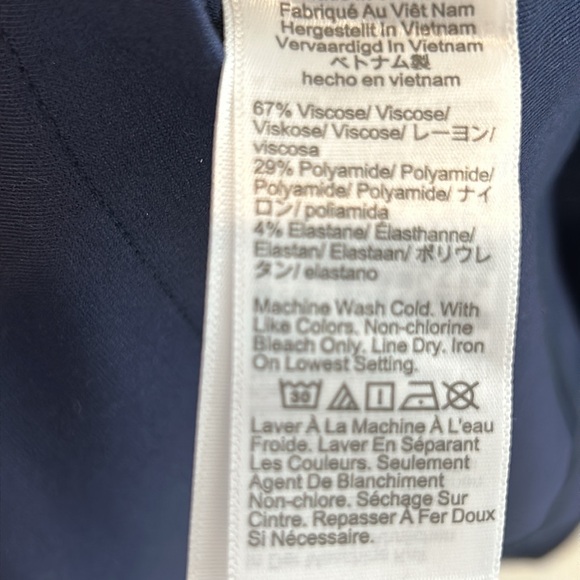 Fabriqué Au Viêt Nam
Hergestellt In Vietnam
Vervaardigd In Vietnam
ベトナム製
hecho en vietnam
67% Viscose/ Viscose/
Viskose/ Viscose/ レーヨン/
viscosa
29% Polyamide/ Polyamide/
Polyamide/ Polyamide/ ナイ
ロン/ poliamida
4% Elastane/ Élasthanne/
Elastan/ Elastaan/ ポリウレ
タン/ elastano
Machine Wash Cold. With
Like Colors. Non-chlorine
Bleach Only. Line Dry. Iron
On Lowest Setting.
30
Laver À La Machine À L'eau
Froide. Laver En Séparant
Les Couleurs. Seulement
Agent De Blanchiment
Non-chlore. Séchage Sur
Cintre. Repasser À Fer Doux
Si Nécessaire.